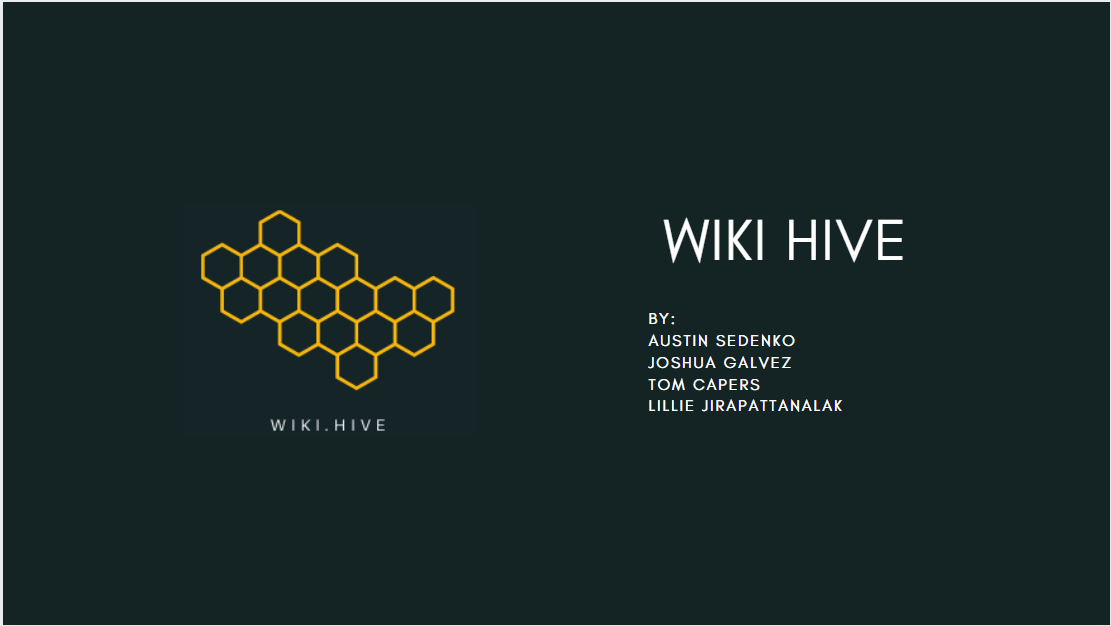 WIKI.HIVE
WIKI HIVE
BY:
AUSTIN SEDENKO
JOSHUA GALVEZ
TOM CAPERS
LILLIE JIRAPATTANALAK